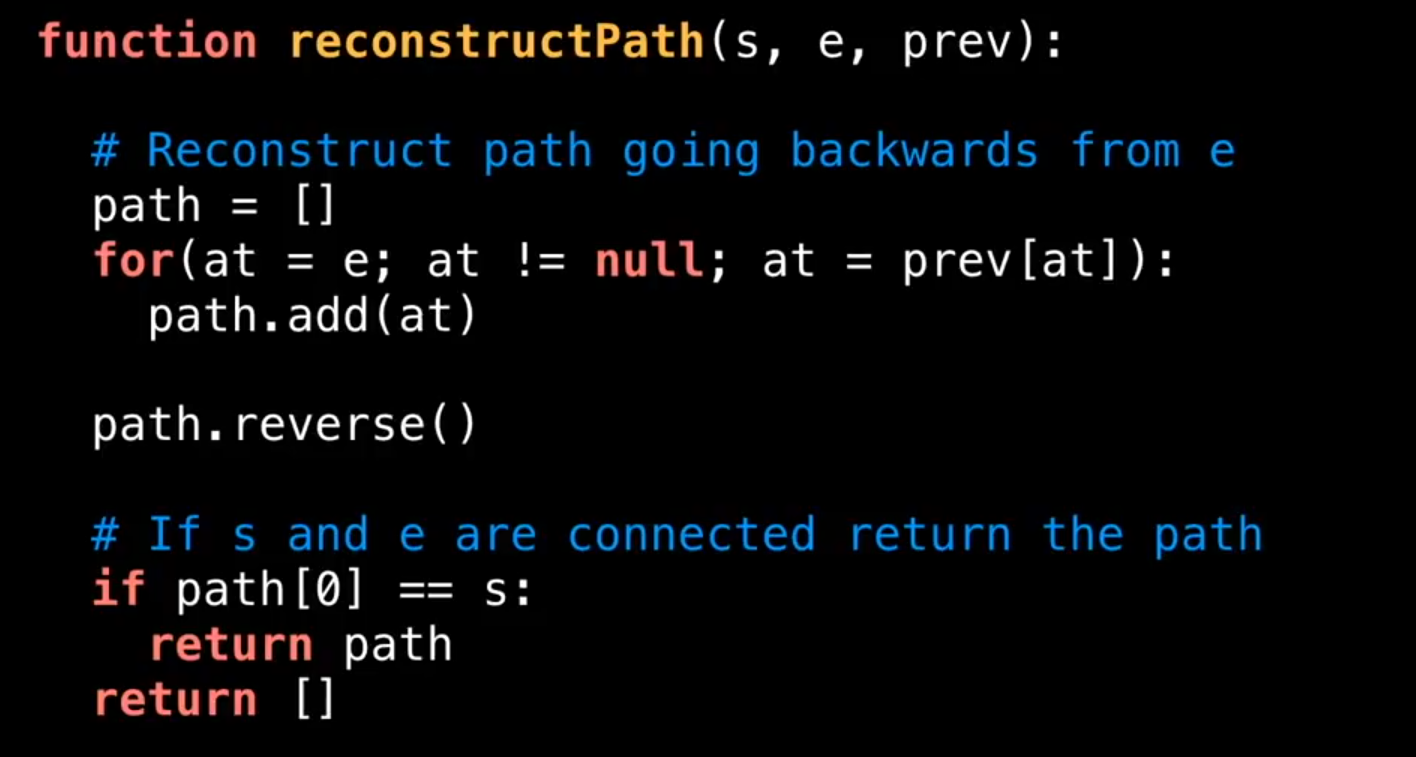 function reconstructPath(s, e, prev):
# Reconstruct path going backwards from e
path = []
for(at = e; at != null; at = prev[at]):
path.add(at)
path.reverse()
# If s and e are connected return the path
if path[0] == s:
return path
return []